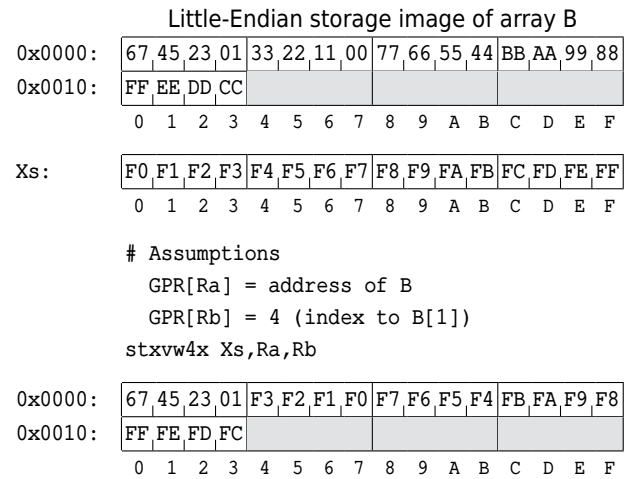 Little-Endian storage image of array B
0x0000: 67 45 23 01 33 22 11 00 77 66 55 44 BB AA 99 88
0x0010: FF EE DD CC
0 1 2 3 4 5 6 7 8 9 A B C D E F
Xs: F0 F1 F2 F3 F4 F5 F6 F7 F8 F9 FA FB FC FD FE FF
0 1 2 3 4 5 6 7 8 9 A B C D E F
# Assumptions
GPR[Ra] = address of B
GPR[Rb] = 4 (index to B[1])
stxvw4x Xs,Ra,Rb
0x0000: 67 45 23 01 F3 F2 F1 F0 F7 F6 F5 F4 FB FA F9 F8
0x0010: FF FE FD FC
0 1 2 3 4 5 6 7 8 9 A B C D E F